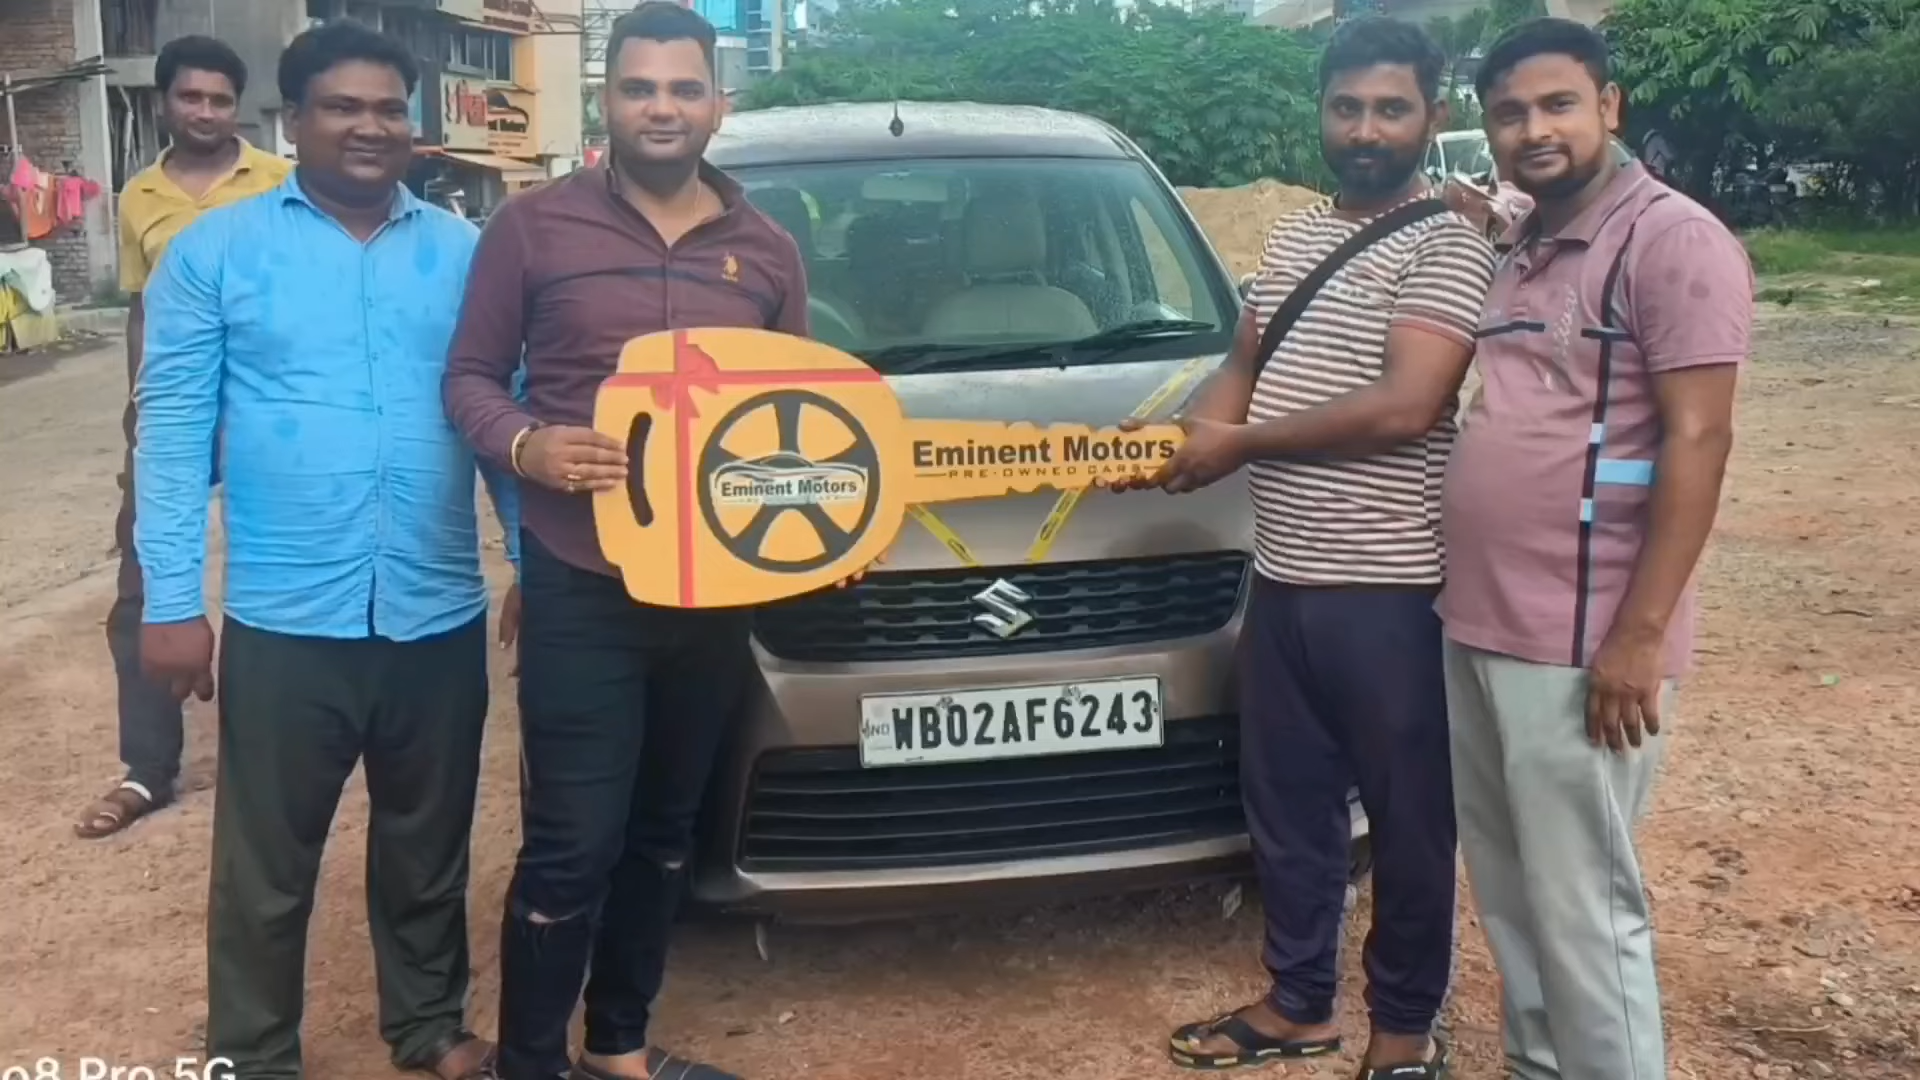 Eminent Motors
PRE-OWNED CARS
Eminent Motors
IND
WB02AF6243
o8 Pro 5G